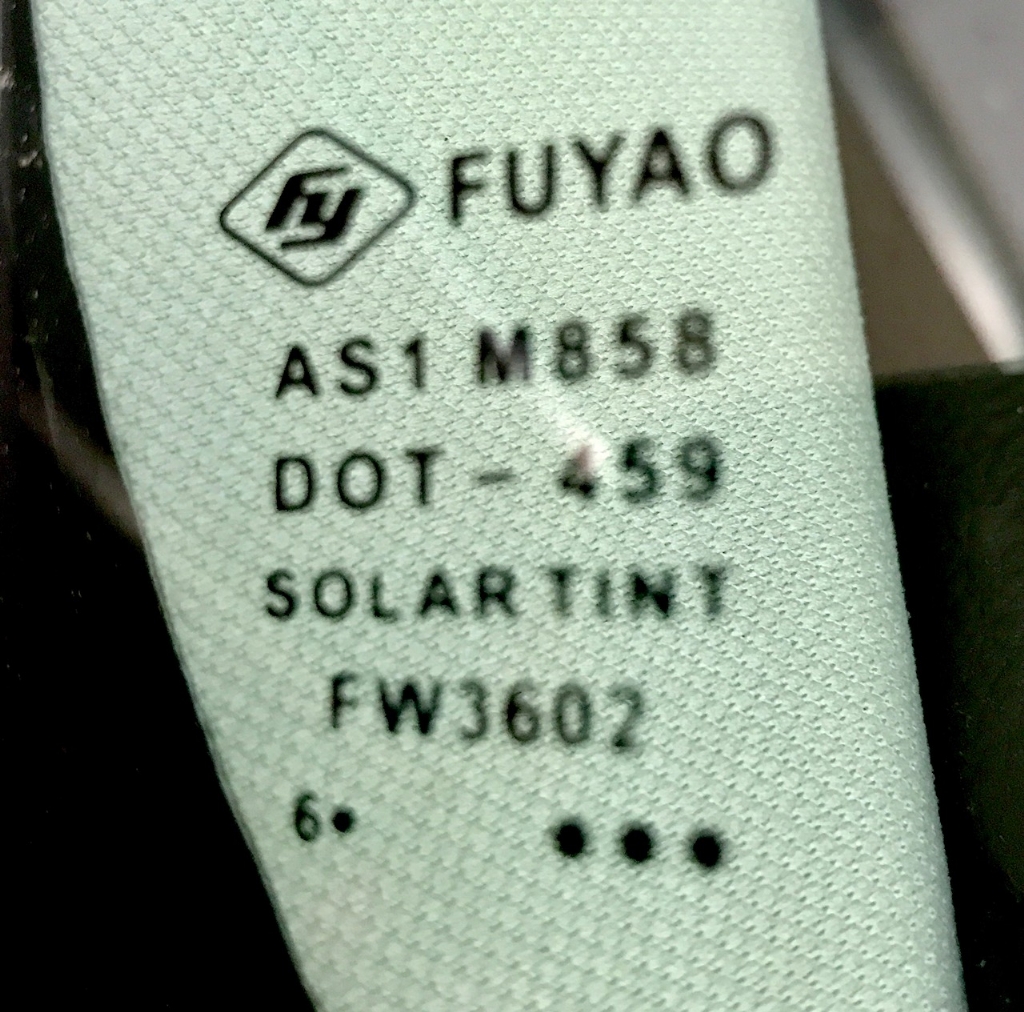 fy FUYAO
AS1 M858
DOT - 459
SOLAR TINT
FW3602
6• •••